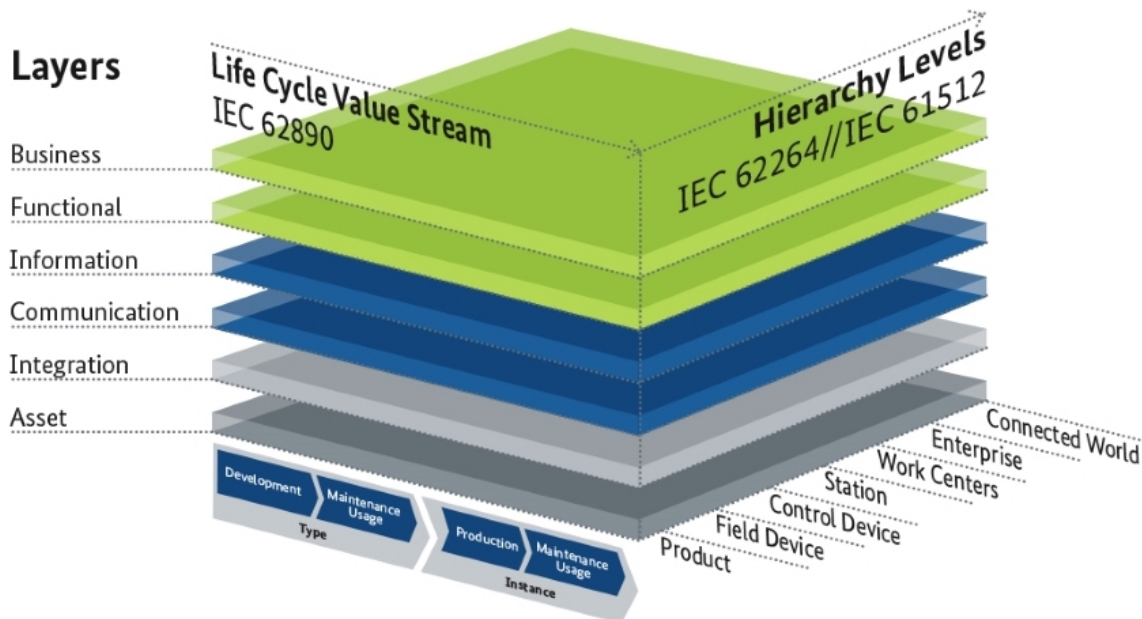 Layers
Life Cycle Value Stream
IEC 62890
Hierarchy Levels
IEC 62264//IEC 61512
Business
Functional
Information
Communication
Integration
Asset
Development
Maintenance
Usage
Type
Production
Maintenance
Usage
Instance
Connected World
Enterprise
Work Centers
Station
Control Device
Field Device
Product